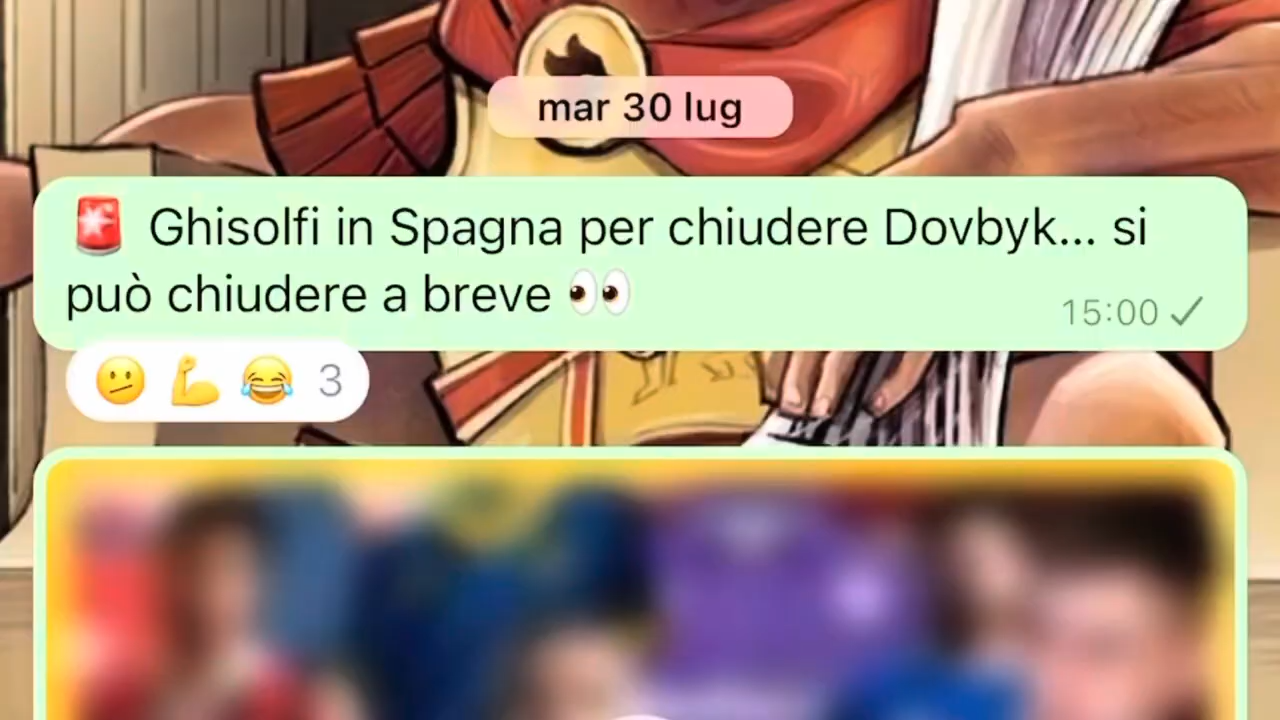 mar 30 lug
🚨 Ghisolfi in Spagna per chiudere Dovbyk... si
può chiudere a breve 👀
15:00
3